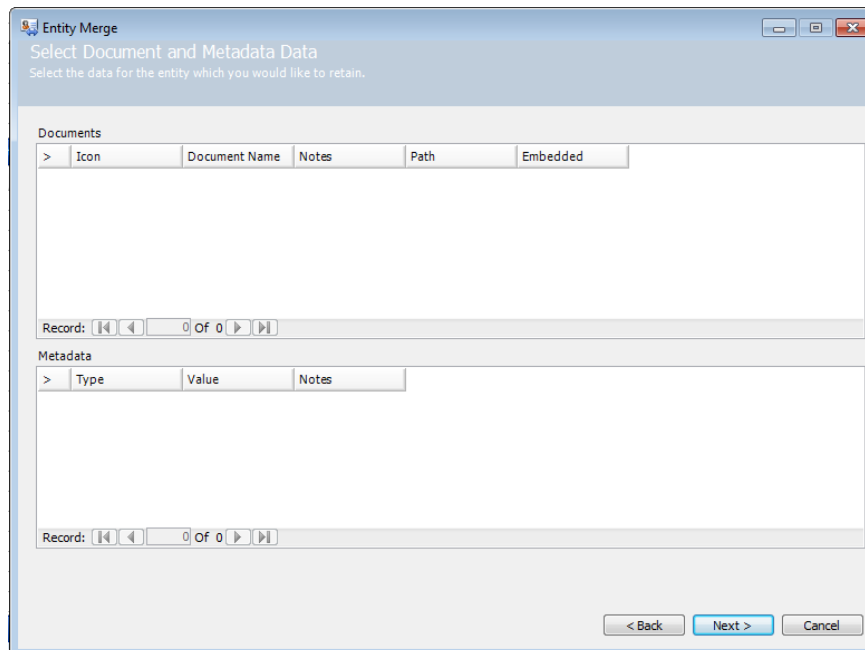 Entity Merge
Select Document and Metadata Data
Select the data for the entity which you would like to retain.
Documents
> Icon Document Name Notes Path Embedded
Record: 0 Of 0
Metadata
> Type Value Notes
Record: 0 Of 0
< Back Next > Cancel